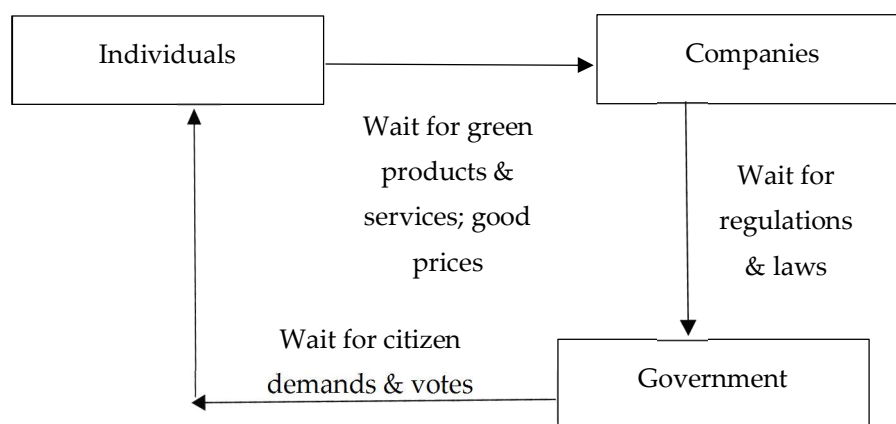 Individuals
Companies
Wait for green
products &
services; good
prices
Wait for
regulations
& laws
Wait for citizen
demands & votes
Government